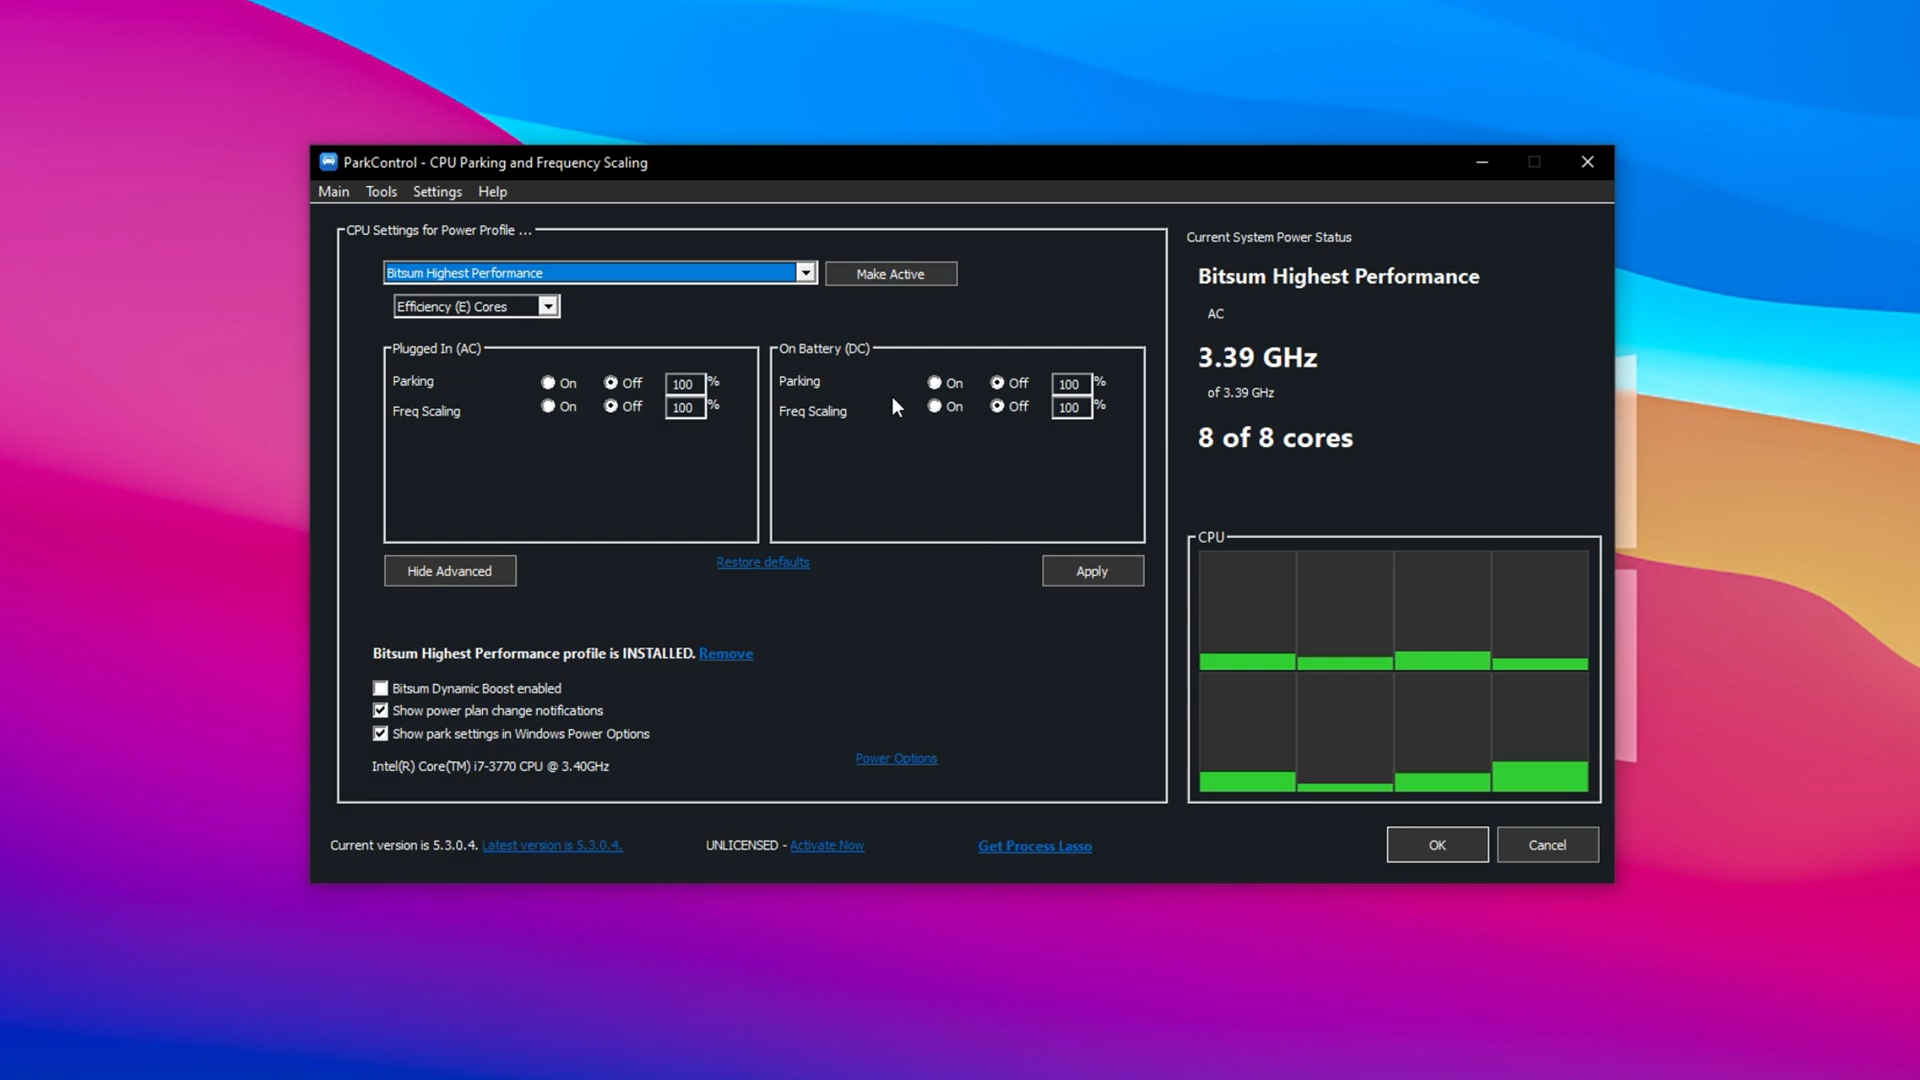 ParkControl - CPU Parking and Frequency Scaling
Main Tools Settings Help
CPU Settings for Power Profile ...
Bitsum Highest Performance
Make Active
Efficiency (E) Cores
Plugged In (AC)
Parking On Off 100 %
Freq Scaling On Off 100 %
On Battery (DC)
Parking On Off 100 %
Freq Scaling On Off 100 %
Hide Advanced
Restore defaults
Apply
Bitsum Highest Performance profile is INSTALLED. Remove
Bitsum Dynamic Boost enabled
Show power plan change notifications
Show park settings in Windows Power Options
Power Options
Intel(R) Core(TM) i7-3770 CPU @ 3.40GHz
Current System Power Status
Bitsum Highest Performance
AC
3.39 GHz
of 3.39 GHz
8 of 8 cores
CPU
Current version is 5.3.0.4. Latest version is 5.3.0.4.
UNLICENSED - Activate Now
Get Process Lasso
OK
Cancel